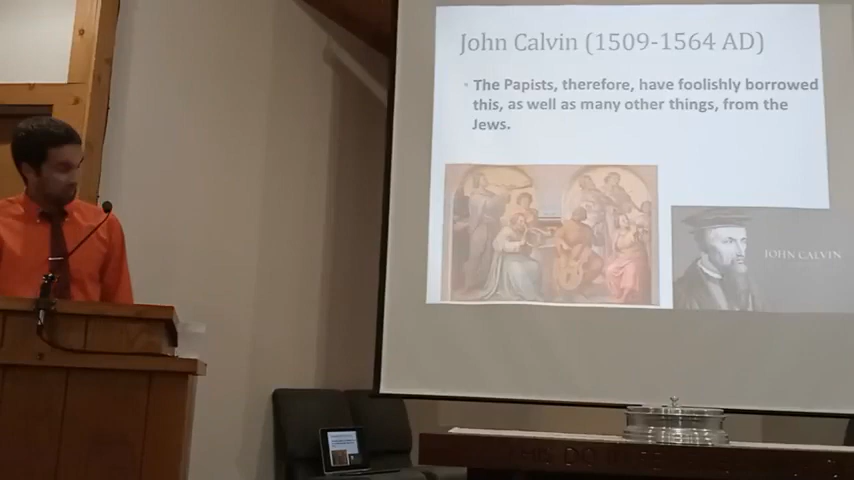 John Calvin (1509-1564 AD)
• The Papists, therefore, have foolishly borrowed
this, as well as many other things, from the
Jews.
JOHN CALVIN
DO